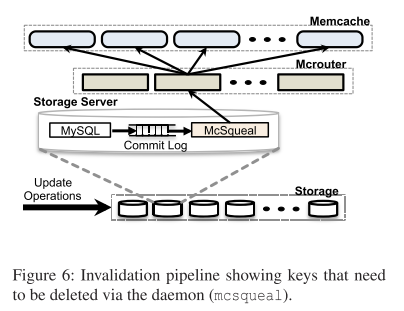 Memcache
Mcrouter
Storage Server
MySQL
McSqueal
Commit Log
Update
Operations
Storage
Figure 6: Invalidation pipeline showing keys that need
to be deleted via the daemon (mcsqueal).